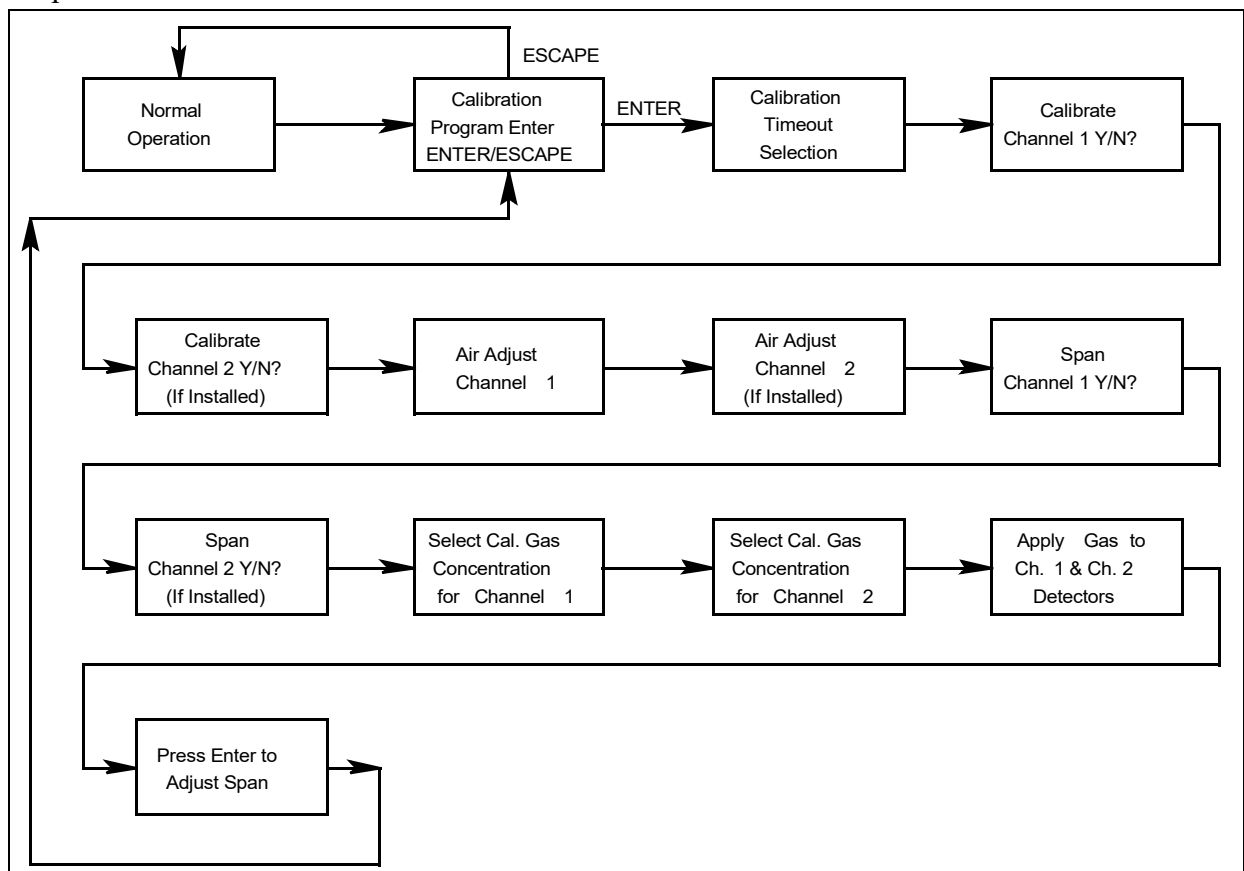 ESCAPE
Normal
Operation
Calibration
Program Enter
ENTER/ESCAPE
ENTER
Calibration
Timeout
Selection
Calibrate
Channel 1 Y/N?
Calibrate
Channel 2 Y/N?
(If Installed)
Air Adjust
Channel 1
Air Adjust
Channel 2
(If Installed)
Span
Channel 1 Y/N?
Span
Channel 2 Y/N?
(If Installed)
Select Cal. Gas
Concentration
for Channel 1
Select Cal. Gas
Concentration
for Channel 2
Apply Gas to
Ch. 1 & Ch. 2
Detectors
Press Enter to
Adjust Span